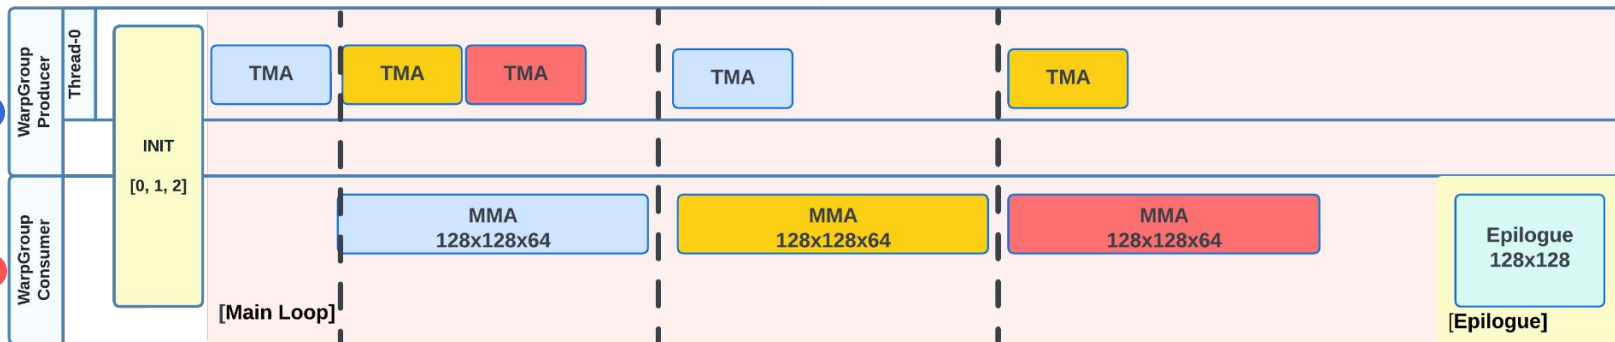 WarpGroup
Producer
Thread-0
INIT
[0, 1, 2]
TMA
TMA
TMA
TMA
TMA
WarpGroup
Consumer
MMA
128x128x64
MMA
128x128x64
MMA
128x128x64
Epilogue
128x128
[Main Loop]
[Epilogue]